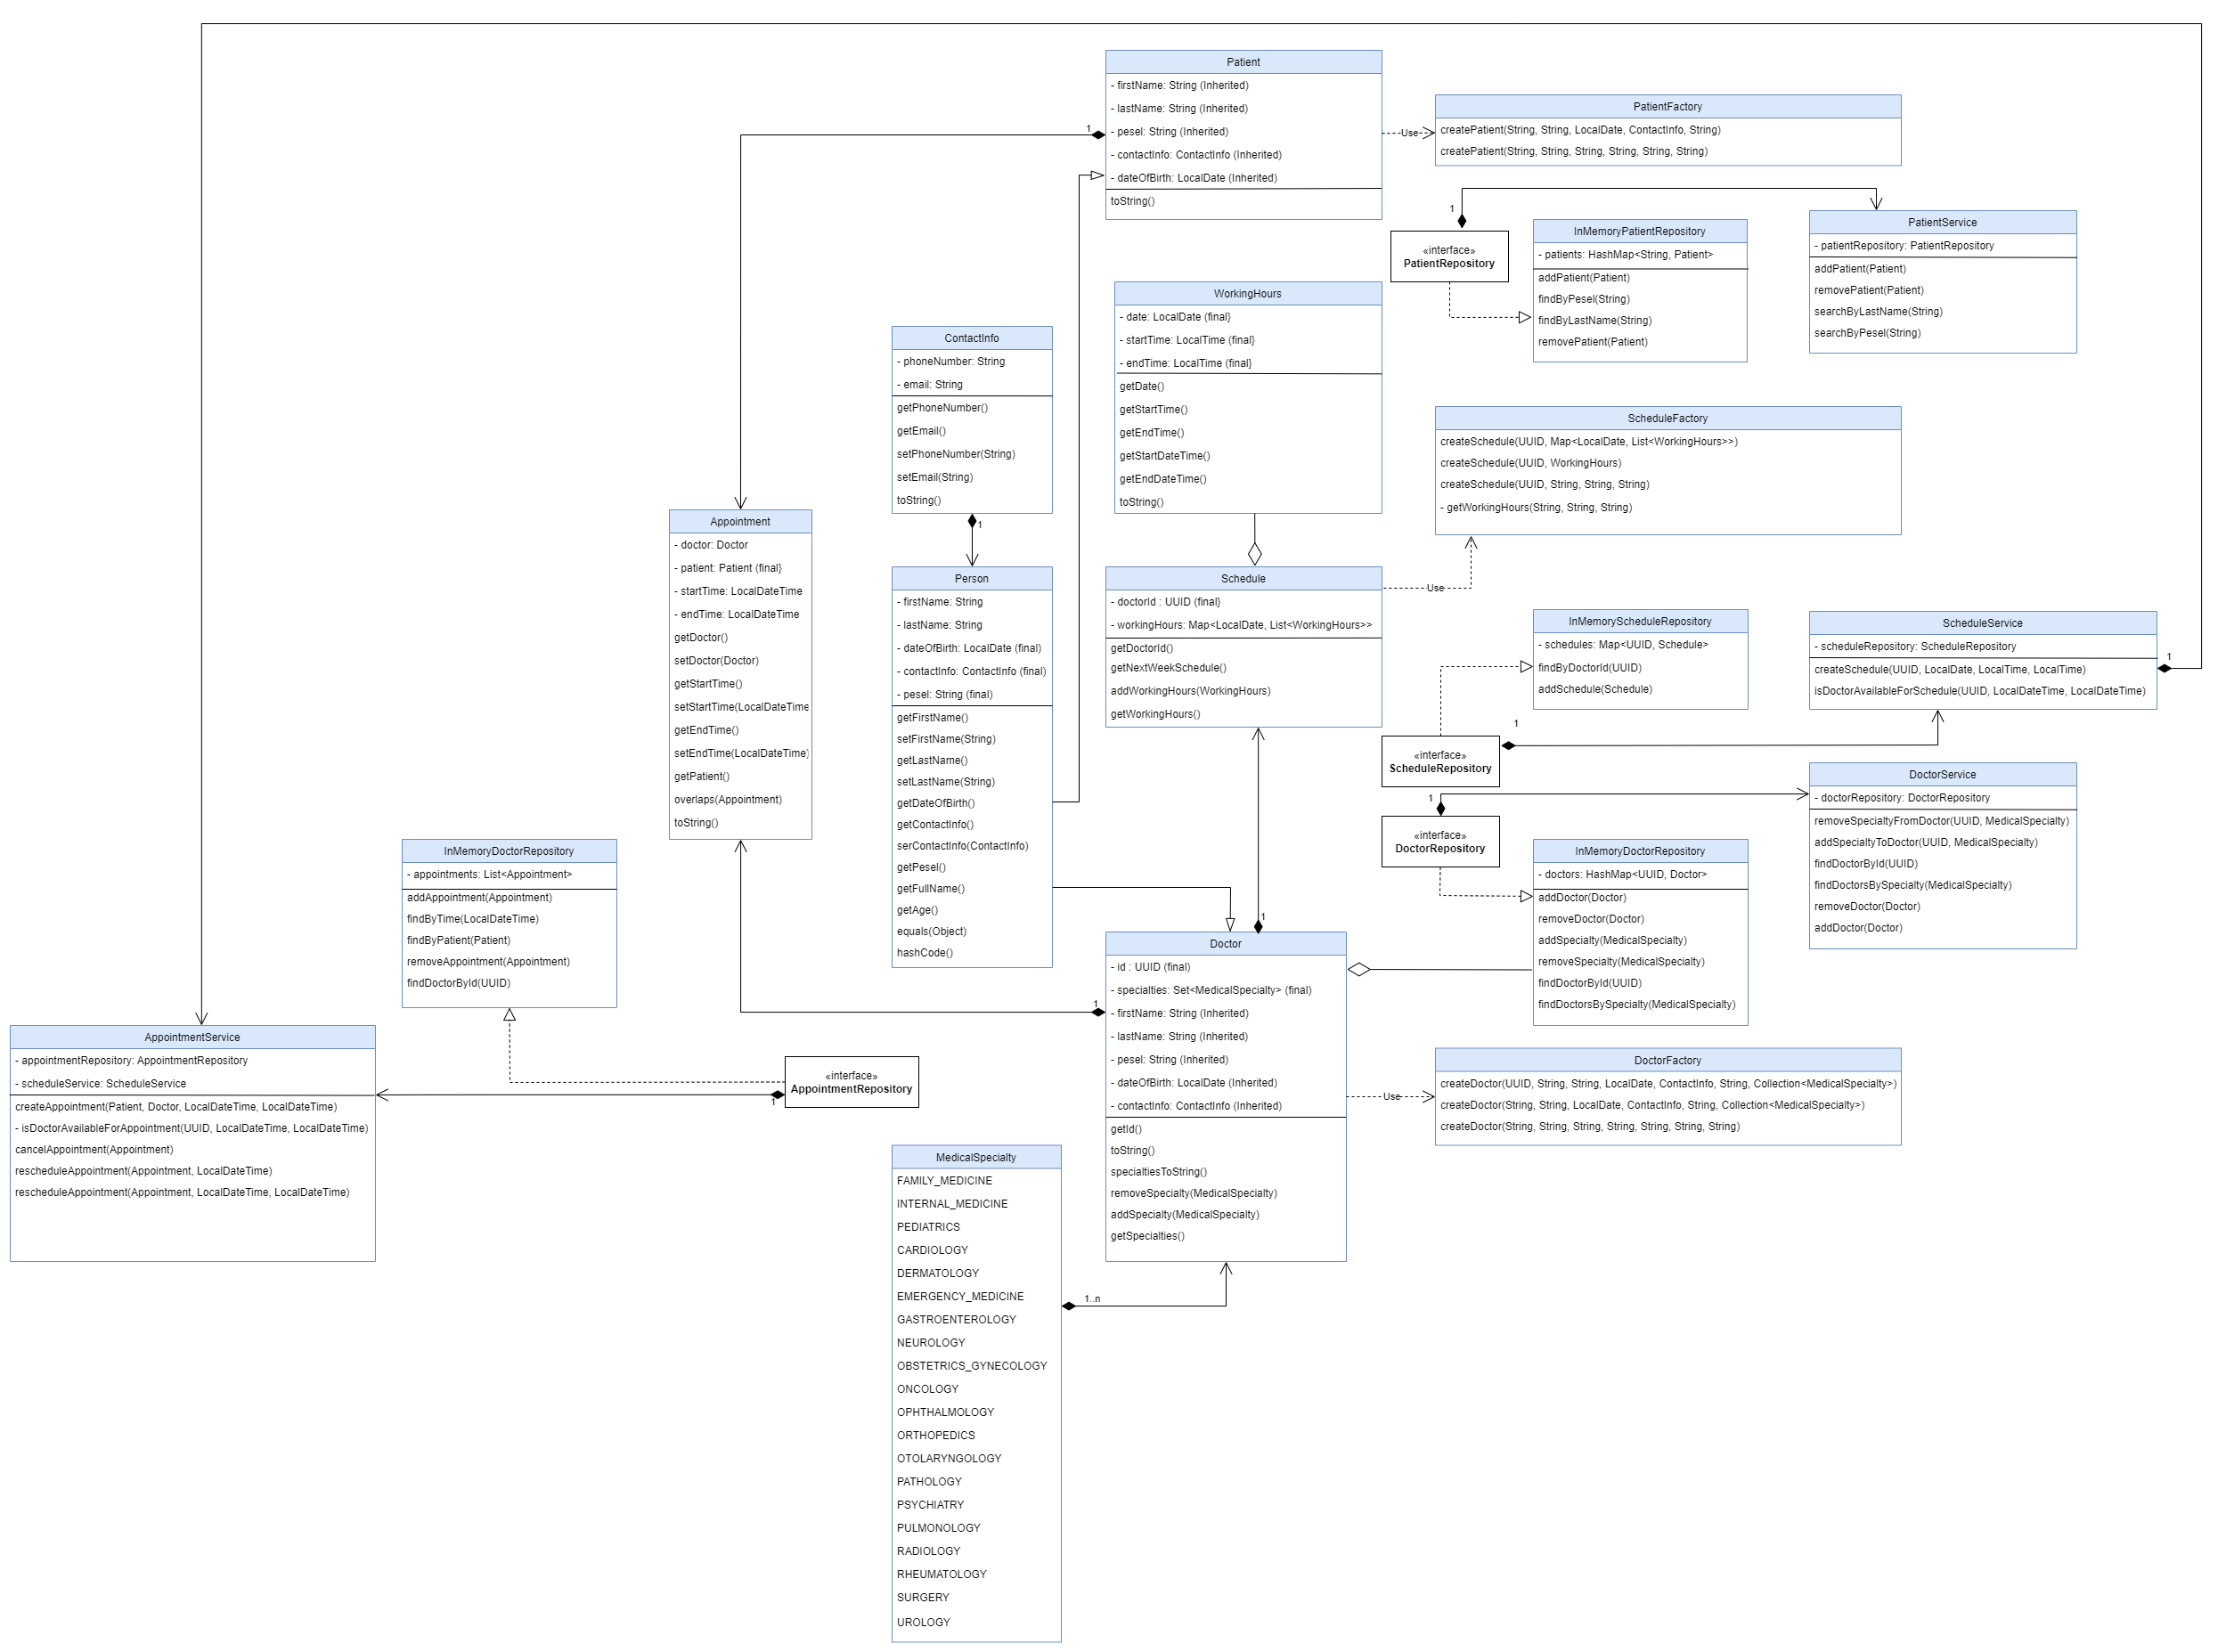 Patient
- firstName: String (Inherited)
- lastName: String (Inherited)
- pesel: String (Inherited)
- contactInfo: ContactInfo (Inherited)
- dateOfBirth: LocalDate (Inherited)
toString()
1
Use
PatientFactory
createPatient(String, String, LocalDate, ContactInfo, String)
createPatient(String, String, String, String, String, String)
1
«interface»
PatientRepository
InMemoryPatientRepository
- patients: HashMap<String, Patient>
addPatient(Patient)
findByPesel(String)
findByLastName(String)
removePatient(Patient)
PatientService
- patientRepository: PatientRepository
addPatient(Patient)
removePatient(Patient)
searchByLastName(String)
searchByPesel(String)
WorkingHours
- date: LocalDate (final}
- startTime: LocalTime (final}
- endTime: LocalTime (final}
getDate()
getStartTime()
getEndTime()
getStartDateTime()
getEndDateTime()
toString()
ContactInfo
- phoneNumber: String
- email: String
getPhoneNumber()
getEmail()
setPhoneNumber(String)
setEmail(String)
toString()
1
ScheduleFactory
createSchedule(UUID, Map<LocalDate, List<WorkingHours>>)
createSchedule(UUID, WorkingHours)
createSchedule(UUID, String, String, String)
- getWorkingHours(String, String, String)
Appointment
- doctor: Doctor
- patient: Patient (final}
- startTime: LocalDateTime
- endTime: LocalDateTime
getDoctor()
setDoctor(Doctor)
getStartTime()
setStartTime(LocalDateTime
getEndTime()
setEndTime(LocalDateTime)
getPatient()
overlaps(Appointment)
toString()
Person
- firstName: String
- lastName: String
- dateOfBirth: LocalDate (final)
- contactInfo: ContactInfo (final)
- pesel: String (final)
getFirstName()
setFirstName(String)
getLastName()
setLastName(String)
getDateOfBirth()
getContactInfo()
serContactInfo(ContactInfo)
getPesel()
getFullName()
getAge()
equals(Object)
hashCode()
Schedule
- doctorId : UUID (final}
- workingHours: Map<LocalDate, List<WorkingHours>>
getDoctorId()
getNextWeekSchedule()
addWorkingHours(WorkingHours)
getWorkingHours()
Use
InMemoryScheduleRepository
- schedules: Map<UUID, Schedule>
findByDoctorId(UUID)
addSchedule(Schedule)
ScheduleService
- scheduleRepository: ScheduleRepository
createSchedule(UUID, LocalDate, LocalTime, LocalTime)
isDoctorAvailableForSchedule(UUID, LocalDateTime, LocalDateTime)
1
1
«interface»
ScheduleRepository
1
«interface»
DoctorRepository
DoctorService
- doctorRepository: DoctorRepository
removeSpecialtyFromDoctor(UUID, MedicalSpecialty)
addSpecialtyToDoctor(UUID, MedicalSpecialty)
findDoctorById(UUID)
findDoctorsBySpecialty(MedicalSpecialty)
removeDoctor(Doctor)
addDoctor(Doctor)
InMemoryDoctorRepository
- appointments: List<Appointment>
addAppointment(Appointment)
findByTime(LocalDateTime)
findByPatient(Patient)
removeAppointment(Appointment)
findDoctorById(UUID)
InMemoryDoctorRepository
- doctors: HashMap<UUID, Doctor>
addDoctor(Doctor)
removeDoctor(Doctor)
addSpecialty(MedicalSpecialty)
removeSpecialty(MedicalSpecialty)
findDoctorById(UUID)
findDoctorsBySpecialty(MedicalSpecialty)
1
1
Doctor
- id : UUID (final)
- specialties: Set<MedicalSpecialty> (final)
- firstName: String (Inherited)
- lastName: String (Inherited)
- pesel: String (Inherited)
- dateOfBirth: LocalDate (Inherited)
- contactInfo: ContactInfo (Inherited)
getId()
toString()
specialtiesToString()
removeSpecialty(MedicalSpecialty)
addSpecialty(MedicalSpecialty)
getSpecialties()
Use
DoctorFactory
createDoctor(UUID, String, String, LocalDate, ContactInfo, String, Collection<MedicalSpecialty>)
createDoctor(String, String, LocalDate, ContactInfo, String, Collection<MedicalSpecialty>)
createDoctor(String, String, String, String, String, String, String)
AppointmentService
- appointmentRepository: AppointmentRepository
- scheduleService: ScheduleService
createAppointment(Patient, Doctor, LocalDateTime, LocalDateTime)
- isDoctorAvailableForAppointment(UUID, LocalDateTime, LocalDateTime)
cancelAppointment(Appointment)
rescheduleAppointment(Appointment, LocalDateTime)
rescheduleAppointment(Appointment, LocalDateTime, LocalDateTime)
«interface»
AppointmentRepository
1
MedicalSpecialty
FAMILY_MEDICINE
INTERNAL_MEDICINE
PEDIATRICS
CARDIOLOGY
DERMATOLOGY
EMERGENCY_MEDICINE
GASTROENTEROLOGY
NEUROLOGY
OBSTETRICS_GYNECOLOGY
ONCOLOGY
OPHTHALMOLOGY
ORTHOPEDICS
OTOLARYNGOLOGY
PATHOLOGY
PSYCHIATRY
PULMONOLOGY
RADIOLOGY
RHEUMATOLOGY
SURGERY
UROLOGY
1..n